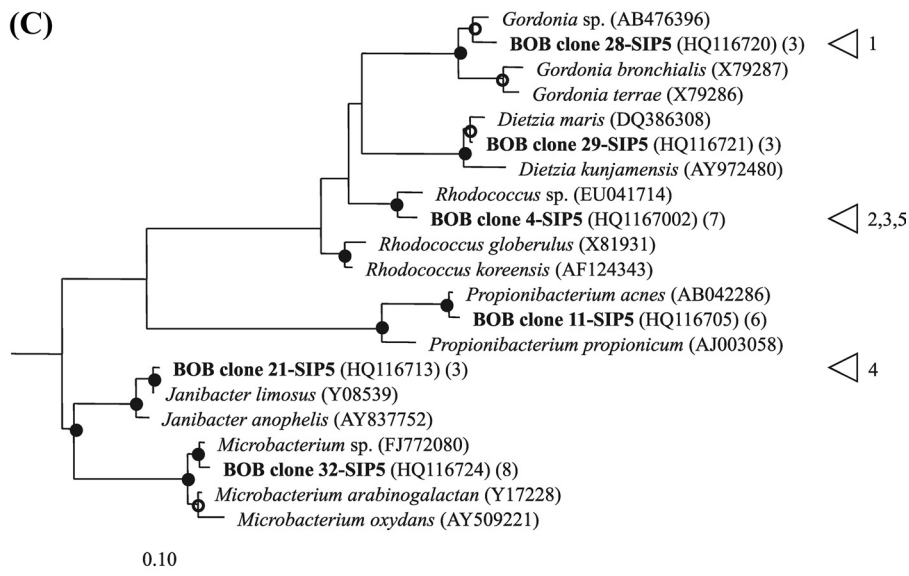 (C)
Gordonia sp. (AB476396)
BOB clone 28-SIP5 (HQ116720) (3)
1
Gordonia bronchialis (X79287)
Gordonia terrae (X79286)
Dietzia maris (DQ386308)
BOB clone 29-SIP5 (HQ116721) (3)
Dietzia kunjamensis (AY972480)
Rhodococcus sp. (EU041714)
BOB clone 4-SIP5 (HQ1167002) (7)
2,3,5
Rhodococcus globerulus (X81931)
Rhodococcus koreensis (AF124343)
Propionibacterium acnes (AB042286)
BOB clone 11-SIP5 (HQ116705) (6)
Propionibacterium propionicum (AJ003058)
BOB clone 21-SIP5 (HQ116713) (3)
4
Janibacter limosus (Y08539)
Janibacter anophelis (AY837752)
Microbacterium sp. (FJ772080)
BOB clone 32-SIP5 (HQ116724) (8)
Microbacterium arabinogalactan (Y17228)
Microbacterium oxydans (AY509221)
0.10